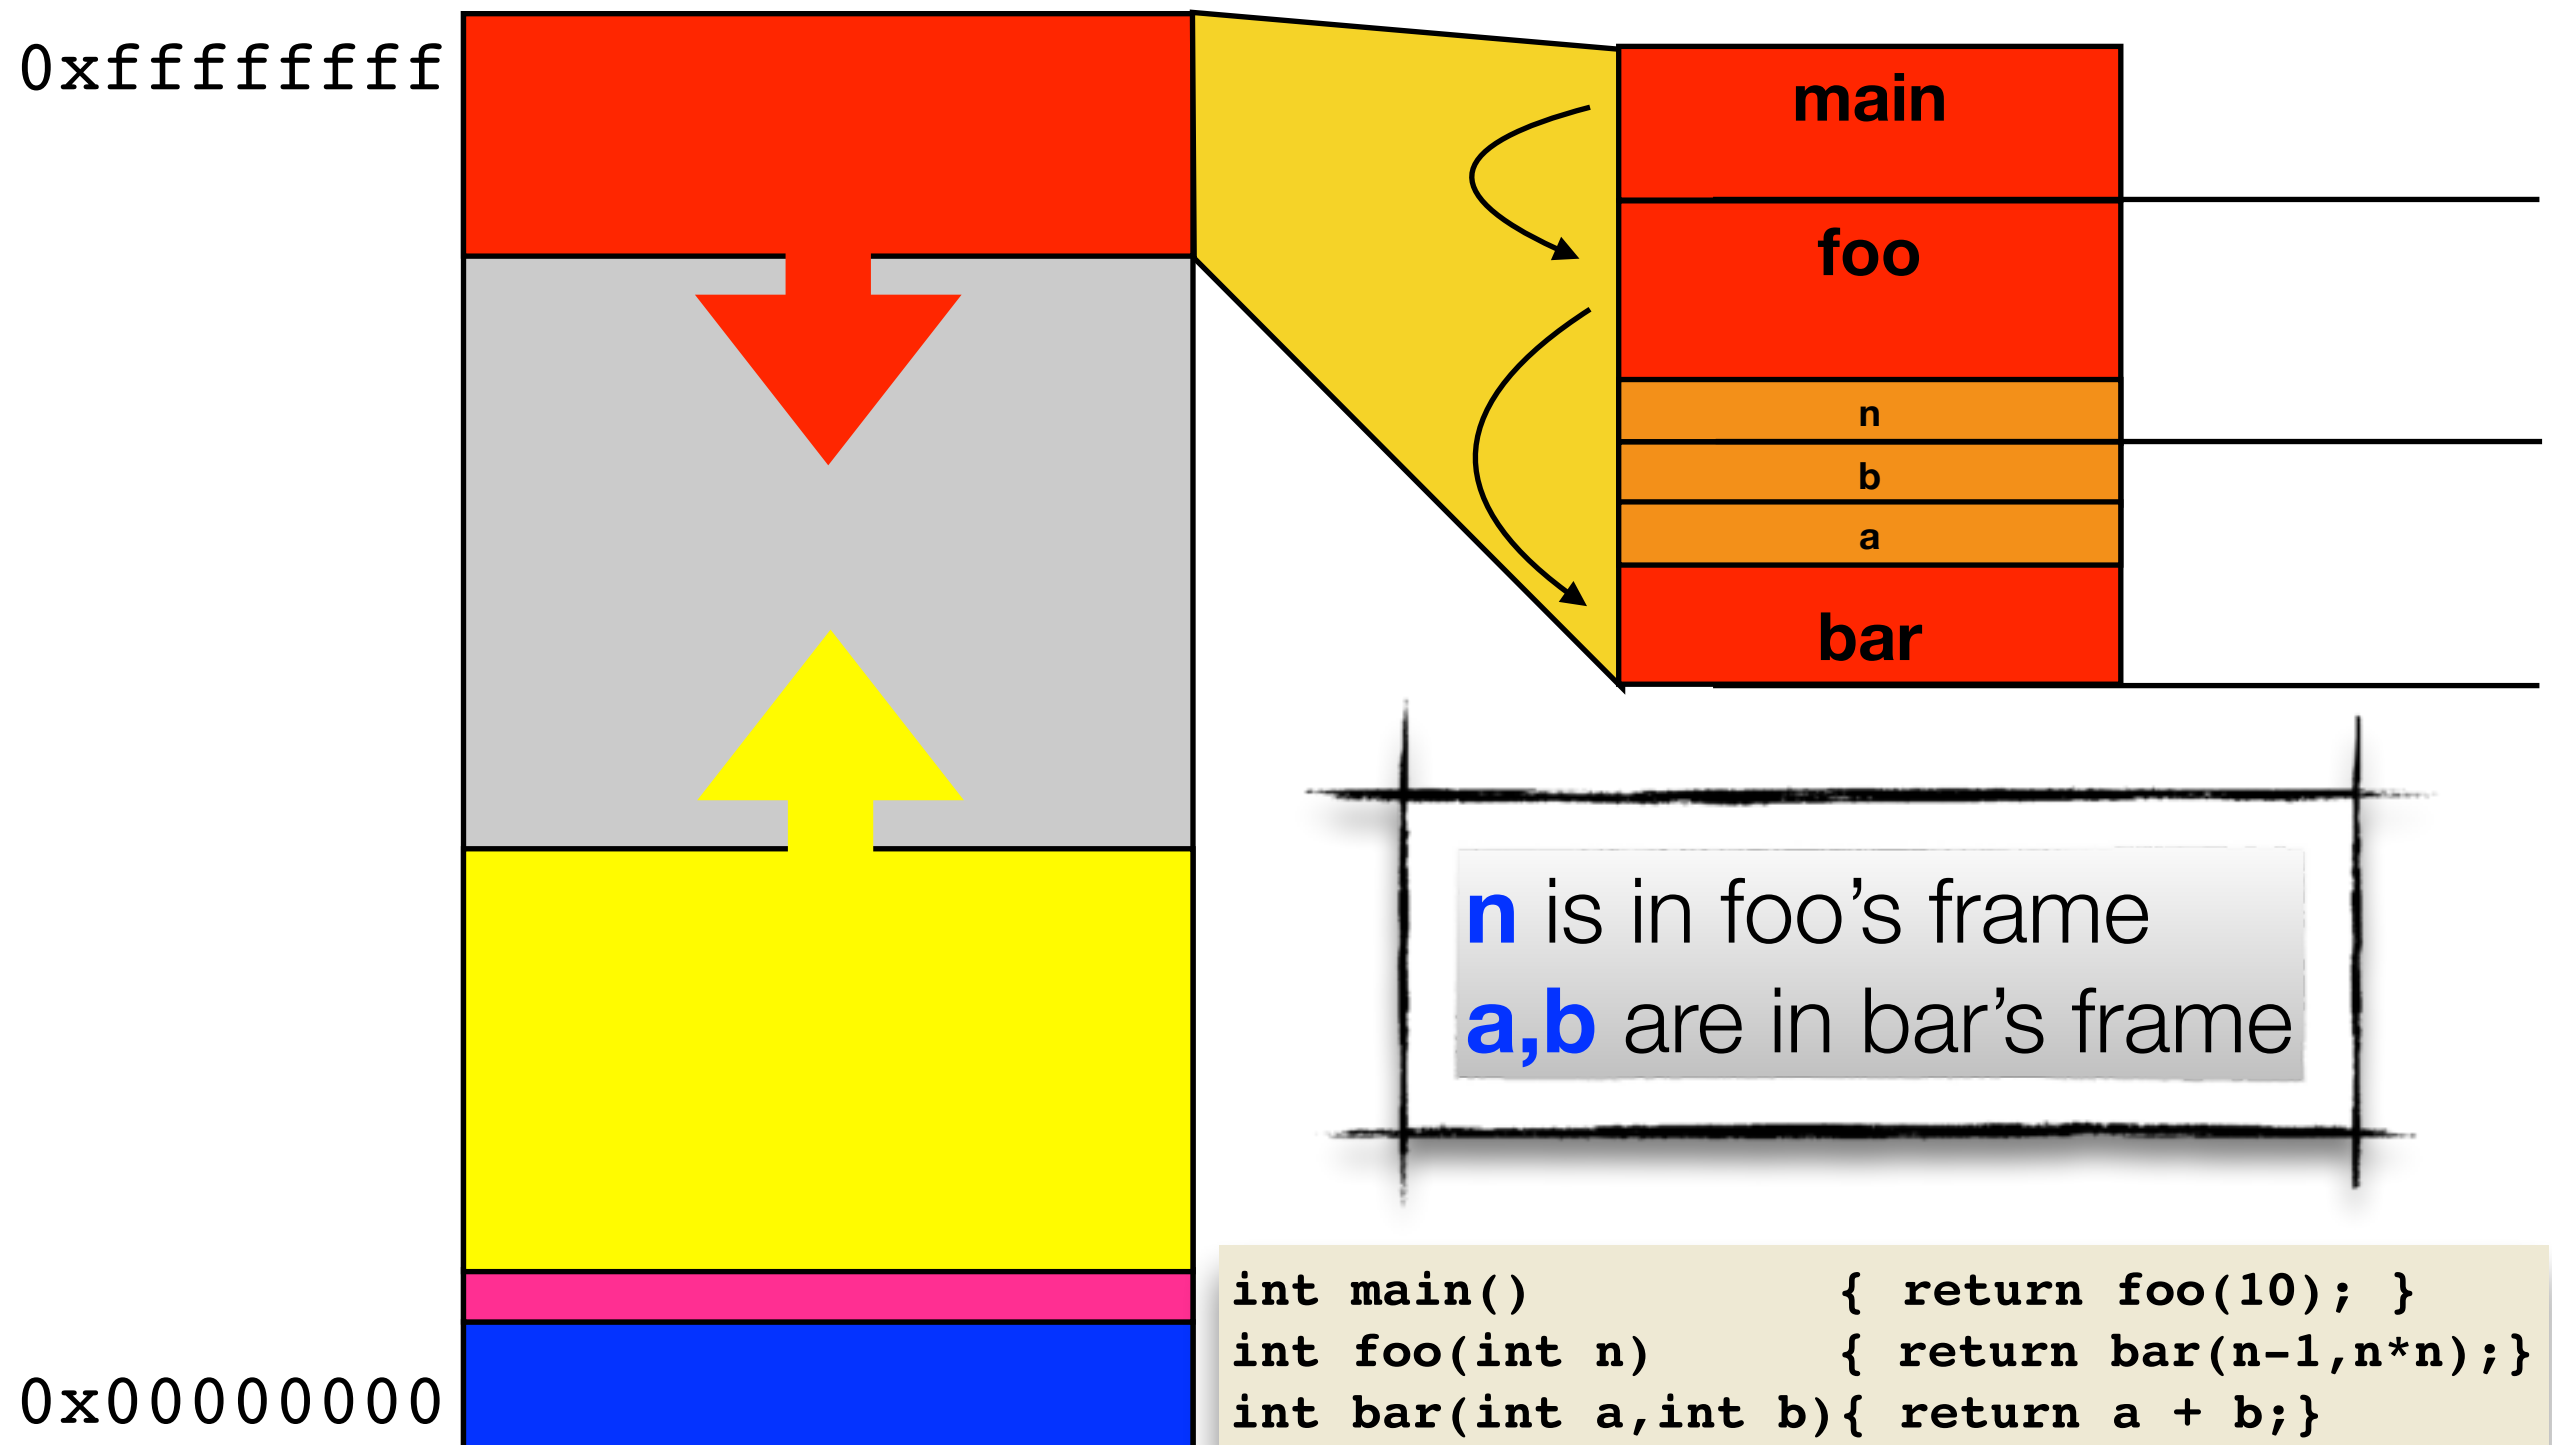 0xffffffff
main
foo
n
b
a
bar
n is in foo’s frame
a,b are in bar’s frame
int main() { return foo(10); }
int foo(int n) { return bar(n-1,n*n);}
int bar(int a,int b){ return a + b;}
0x00000000